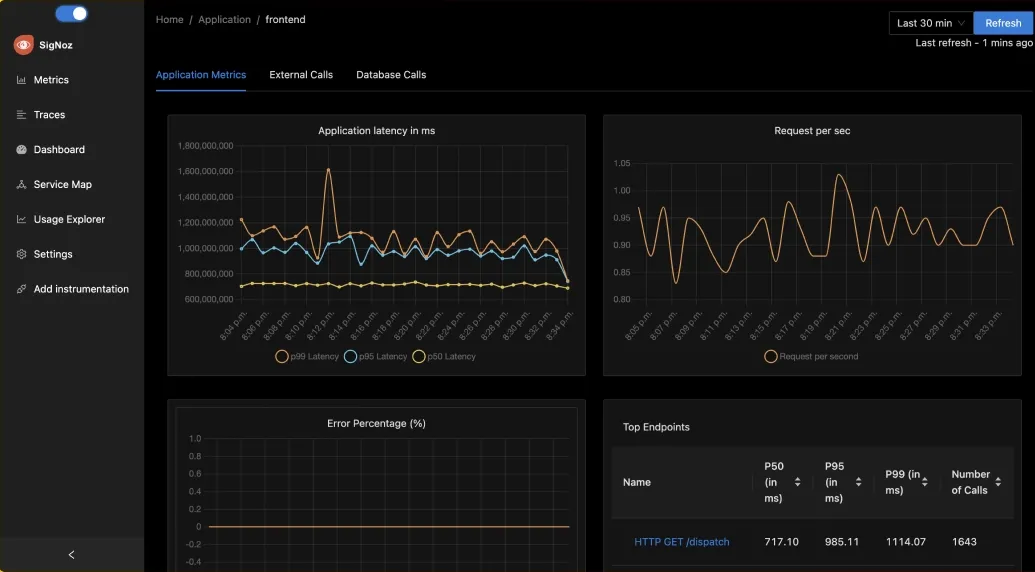 Home / Application / frontend
Last 30 min
Refresh
Last refresh - 1 mins ago
SigNoz
Metrics
Traces
Dashboard
Service Map
Usage Explorer
Settings
Add instrumentation
Application Metrics
External Calls
Database Calls
Application latency in ms
1,800,000,000
1,600,000,000
1,400,000,000
1,200,000,000
1,000,000,000
800,000,000
600,000,000
8:04 p.m.
8:06 p.m.
8:08 p.m.
8:10 p.m.
8:12 p.m.
8:14 p.m.
8:16 p.m.
8:18 p.m.
8:20 p.m.
8:22 p.m.
8:24 p.m.
8:26 p.m.
8:28 p.m.
8:30 p.m.
8:32 p.m.
8:34 p.m.
p99 Latency
p95 Latency
p50 Latency
Request per sec
1.05
1.00
0.95
0.90
0.85
0.80
8:05 p.m.
8:07 p.m.
8:09 p.m.
8:11 p.m.
8:13 p.m.
8:15 p.m.
8:17 p.m.
8:19 p.m.
8:21 p.m.
8:23 p.m.
8:25 p.m.
8:27 p.m.
8:29 p.m.
8:31 p.m.
8:33 p.m.
Request per second
Error Percentage (%)
1.0
0.8
0.6
0.4
0.2
0
-0.2
-0.4
Top Endpoints
Name
P50
(in
ms)
P95
(in
ms)
P99 (in
ms)
Number
of Calls
HTTP GET /dispatch
717.10
985.11
1114.07
1643